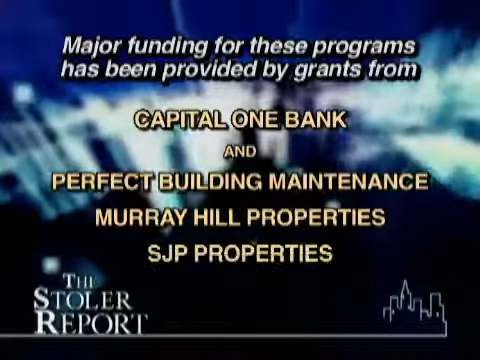 Major funding for these programs
has been provided by grants from
CAPITAL ONE BANK
AND
PERFECT BUILDING MAINTENANCE
MURRAY HILL PROPERTIES
SJP PROPERTIES
THE
STOLER
REPORT